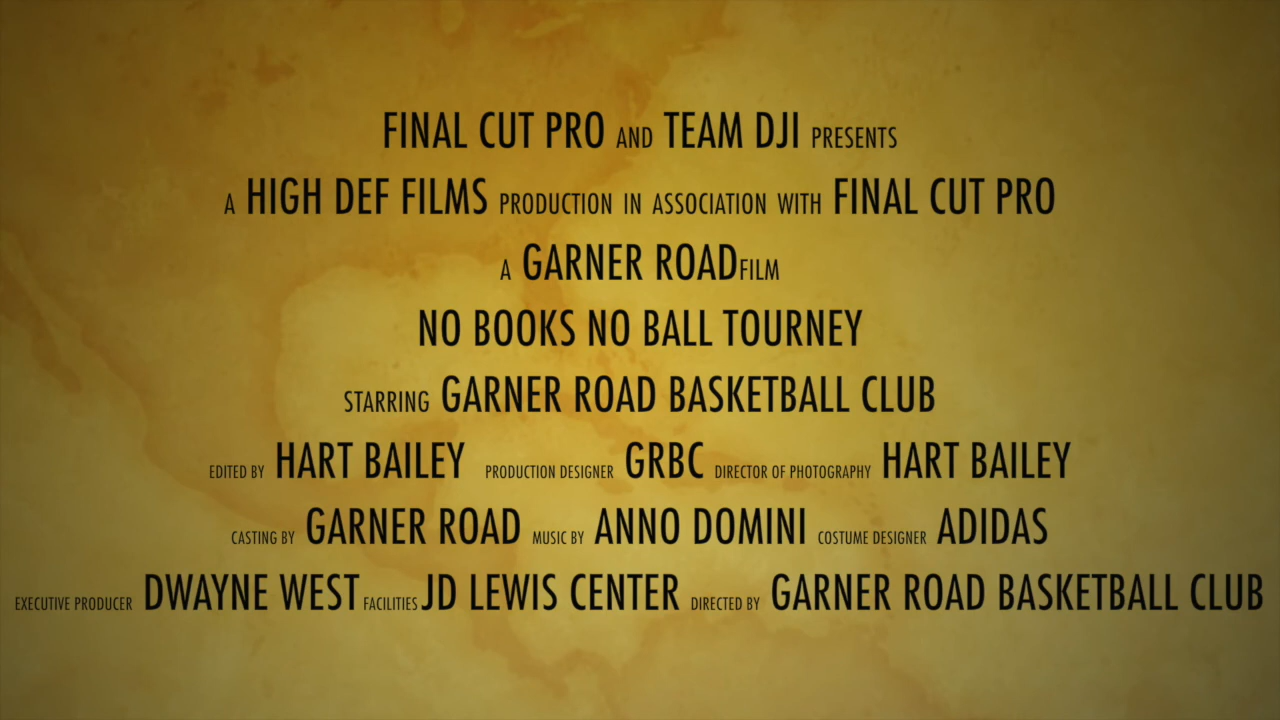 FINAL CUT PRO AND TEAM DJI PRESENTS
A HIGH DEF FILMS PRODUCTION IN ASSOCIATION WITH FINAL CUT PRO
A GARNER ROADFILM
NO BOOKS NO BALL TOURNEY
STARRING GARNER ROAD BASKETBALL CLUB
EDITED BY HART BAILEY PRODUCTION DESIGNER GRBC DIRECTOR OF PHOTOGRAPHY HART BAILEY
CASTING BY GARNER ROAD MUSIC BY ANNO DOMINI COSTUME DESIGNER ADIDAS
EXECUTIVE PRODUCER DWAYNE WEST FACILITIES JD LEWIS CENTER DIRECTED BY GARNER ROAD BASKETBALL CLUB